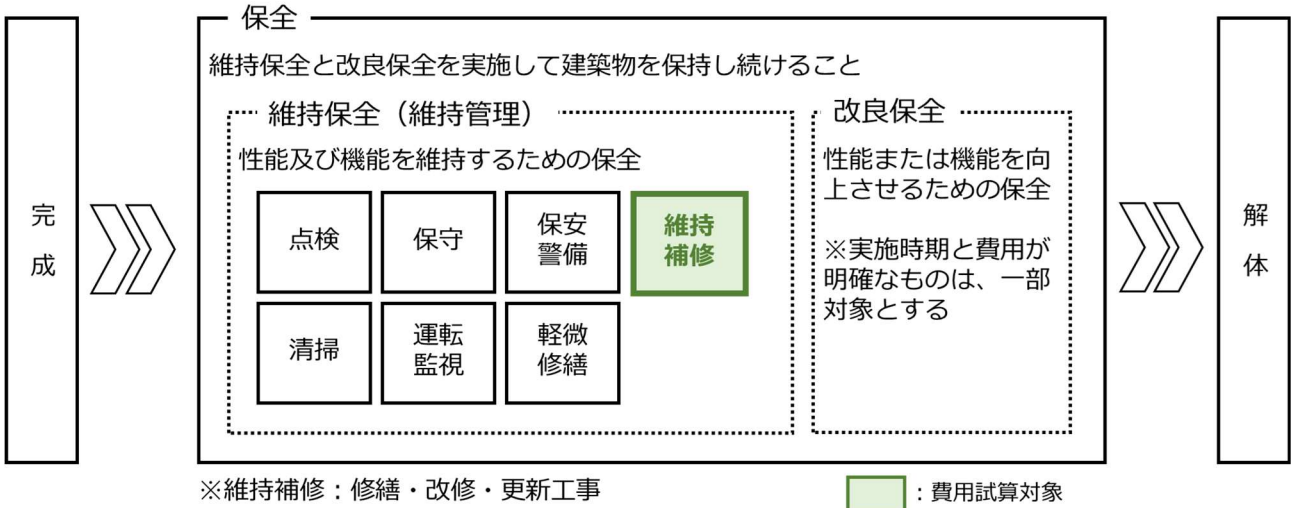 保全
維持保全と改良保全を実施して建築物を保持し続けること
完
成
維持保全（維持管理）
性能及び機能を維持するための保全
点検
保守
保安
警備
維持
補修
清掃
運転
監視
軽微
修繕
改良保全
性能または機能を向
上させるための保全
※実施時期と費用が
明確なものは、一部
対象とする
解
体
※維持補修：修繕・改修・更新工事
：費用試算対象